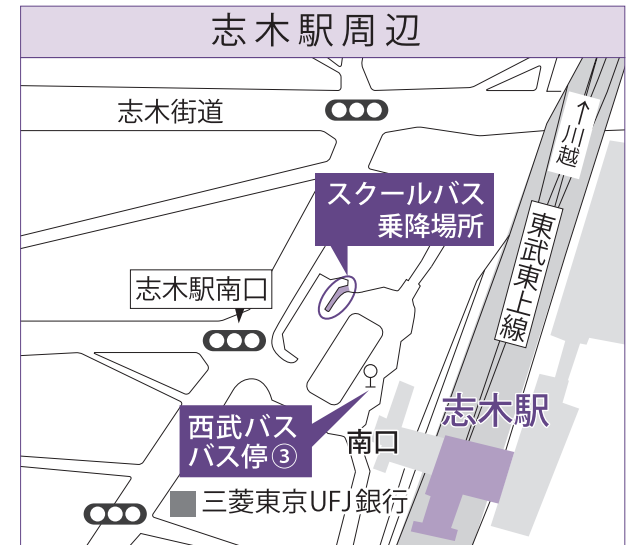 志木駅周辺
志木街道
←川越
スクールバス
乗降場所
東武東上線
志木駅南口
志木駅
西武バス
バス停③
南口
三菱東京UFJ銀行